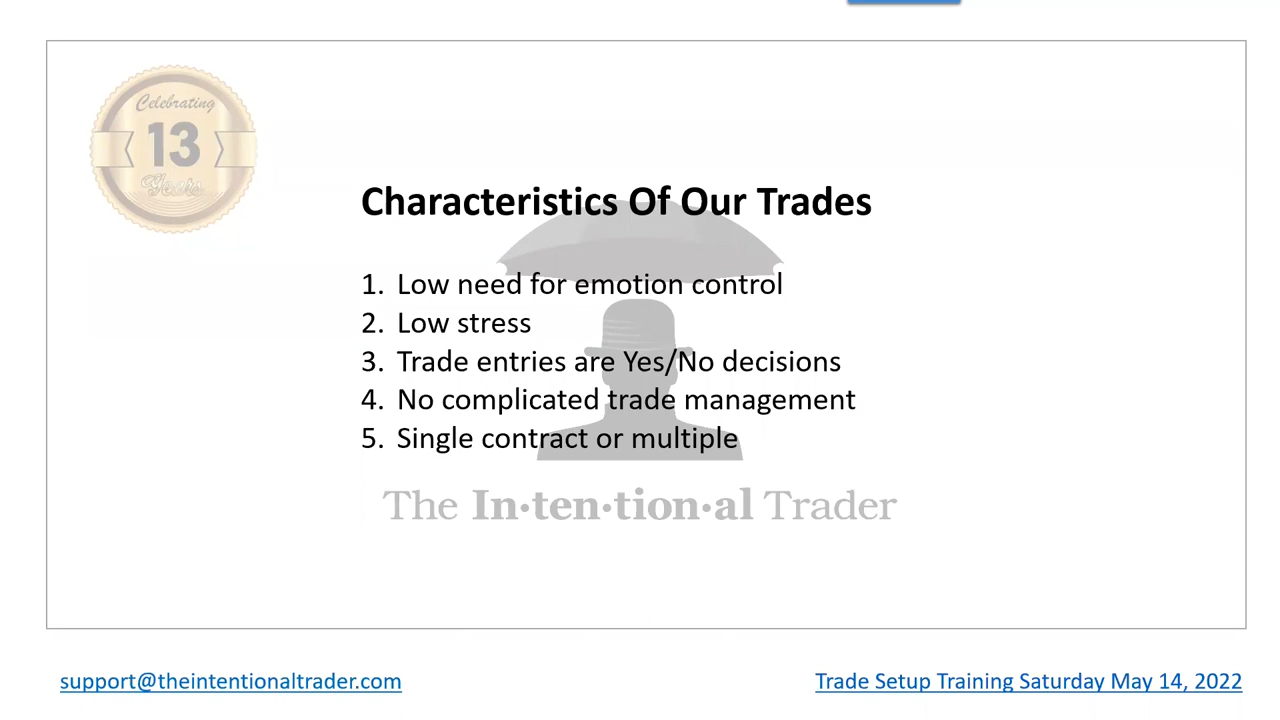 Celebrating
13
Years
Characteristics Of Our Trades
1. Low need for emotion control
2. Low stress
3. Trade entries are Yes/No decisions
4. No complicated trade management
5. Single contract or multiple
The In·ten·tion·al Trader
support@theintentionaltrader.com
Trade Setup Training Saturday May 14, 2022